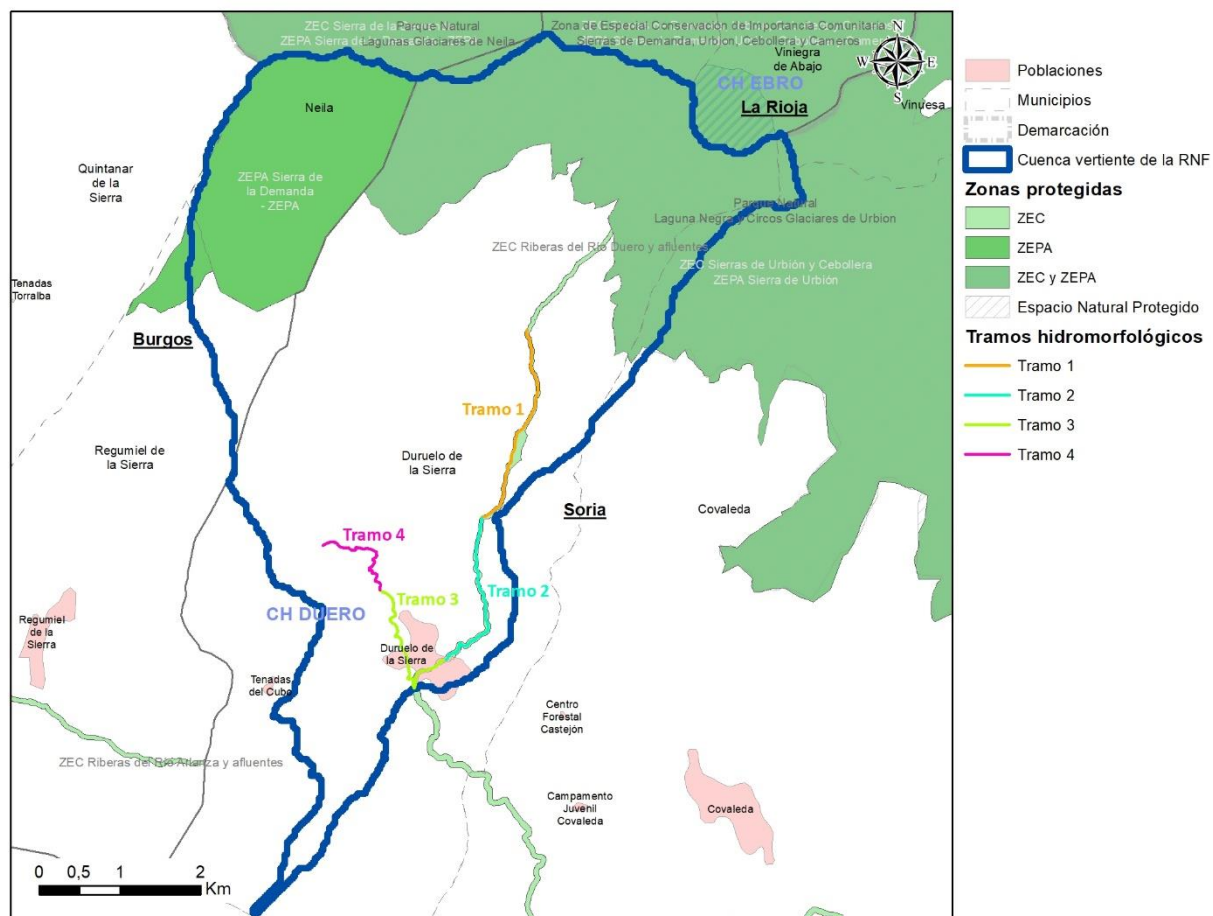 ZEC Sierra de la
ZEPA Sierra de
Parque Natural
Lagunas Glaciares de Neila
Zona de Especial Conservación de Importancia Comunitaria
Sierras de Demanda, Urbión, Cebollera y Cameros
Viniegra
de Abajo
N
W
E
S
CH EBRO
La Rioja
Vinuesa
Neila
Quintanar
de la
Sierra
ZEPA Sierra de
la Demanda
- ZEPA
Parque Natural
Laguna Negra y Circos Glaciares de Urbion
ZEC Riberas del Río Duero y afluentes
ZEC Sierras de Urbión y Cebollera
ZEPA Sierra de Urbión
Tenadas
Torralba
Burgos
Tramo 1
Regumiel de
la Sierra
Duruelo de
la Sierra
Soria
Covaleda
Tramo 4
Tramo 2
Tramo 3
CH DUERO
Regumiel
de la
Sierra
Duruelo de
la Sierra
Tenadas
del Cubo
Centro
Forestal
Castejón
ZEC Riberas del Río Arlanza y afluentes
Campamento
Juvenil
Covaleda
Covaleda
0 0,5 1 2
Km
Poblaciones
Municipios
Demarcación
Cuenca vertiente de la RNF
Zonas protegidas
ZEC
ZEPA
ZEC y ZEPA
Espacio Natural Protegido
Tramos hidromorfológicos
Tramo 1
Tramo 2
Tramo 3
Tramo 4